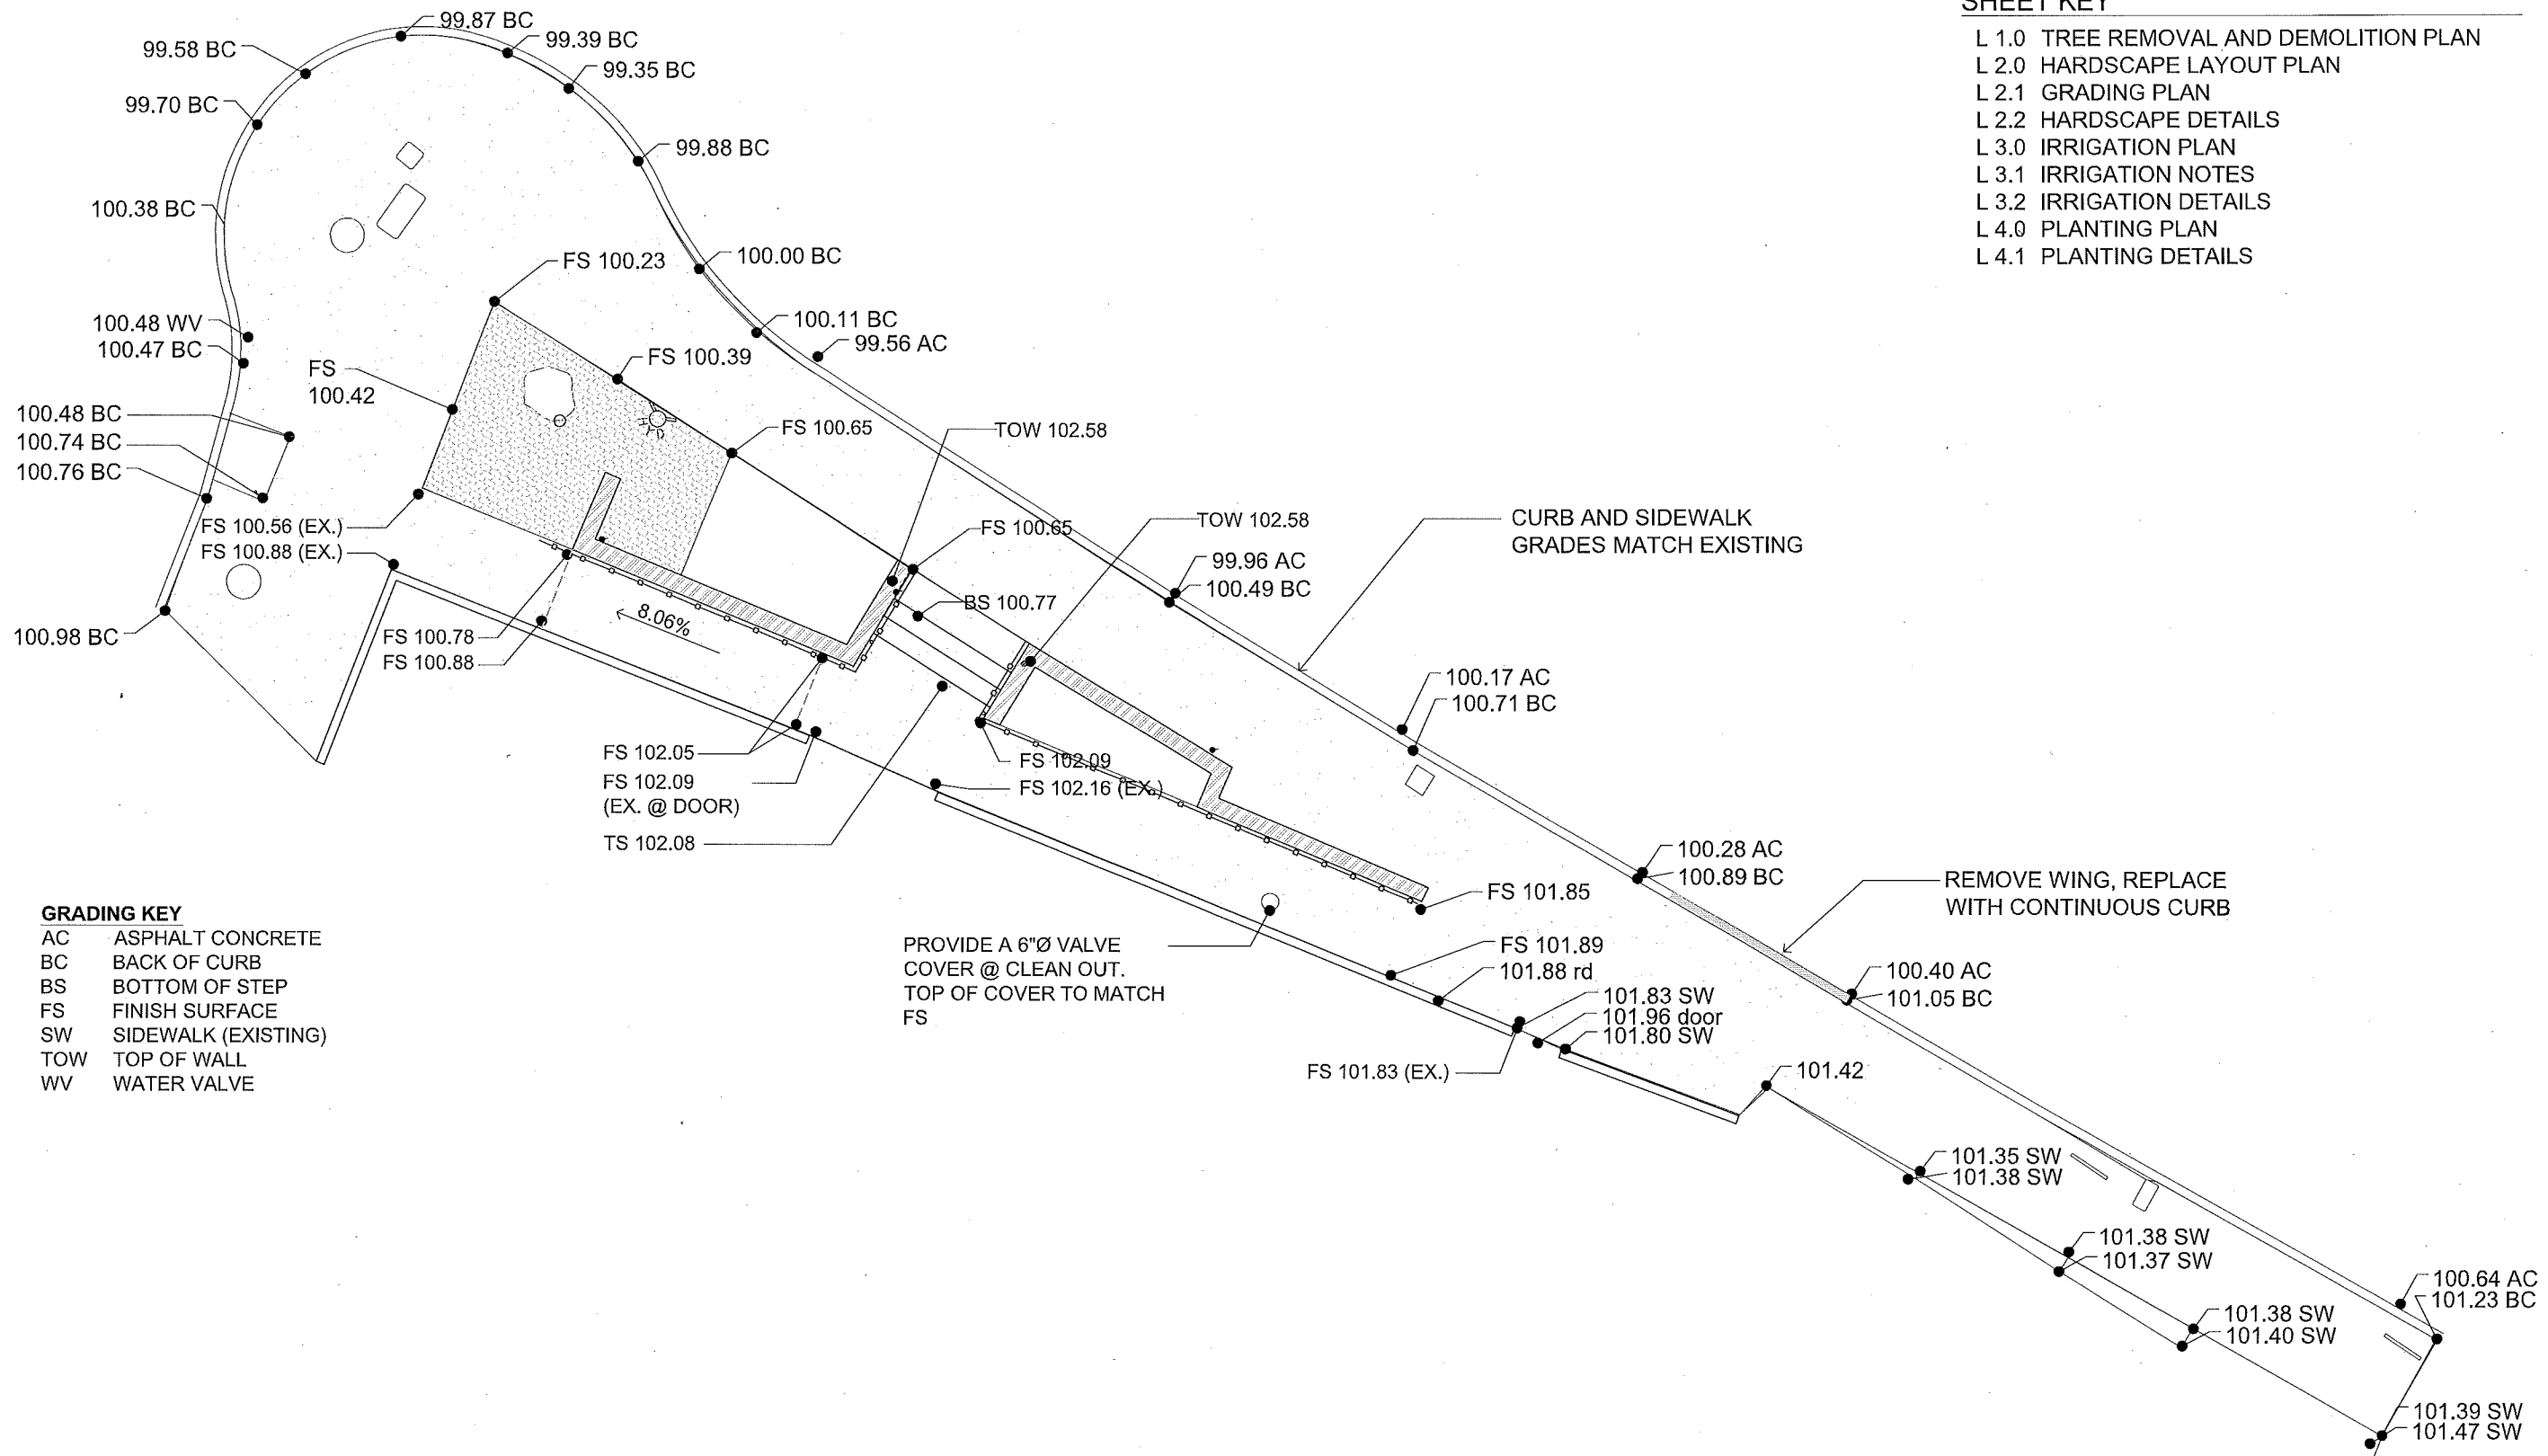 SHEET KEY
L 1.0 TREE REMOVAL AND DEMOLITION PLAN
L 2.0 HARDSCAPE LAYOUT PLAN
L 2.1 GRADING PLAN
L 2.2 HARDSCAPE DETAILS
L 3.0 IRRIGATION PLAN
L 3.1 IRRIGATION NOTES
L 3.2 IRRIGATION DETAILS
L 4.0 PLANTING PLAN
L 4.1 PLANTING DETAILS
99.87 BC
99.39 BC
99.58 BC
99.35 BC
99.70 BC
99.88 BC
100.38 BC
100.00 BC
FS 100.23
100.11 BC
100.48 WV
99.56 AC
100.47 BC
FS 100.39
FS
100.42
100.48 BC
100.74 BC
100.76 BC
FS 100.65
TOW 102.58
HYD
FS 100.56 (EX.)
FS 100.88 (EX.)
FS 100.65
TOW 102.58
CURB AND SIDEWALK
GRADES MATCH EXISTING
99.96 AC
100.49 BC
BS 100.77
8.06%
100.98 BC
FS 100.78
FS 100.88
100.17 AC
100.71 BC
FS 102.05
FS 102.09
(EX. @ DOOR)
FS 102.09
FS 102.16 (EX.)
TS 102.08
100.28 AC
100.89 BC
REMOVE WING, REPLACE
WITH CONTINUOUS CURB
FS 101.85
GRADING KEY
AC ASPHALT CONCRETE
BC BACK OF CURB
BS BOTTOM OF STEP
FS FINISH SURFACE
SW SIDEWALK (EXISTING)
TOW TOP OF WALL
WV WATER VALVE
PROVIDE A 6"Ø VALVE
COVER @ CLEAN OUT.
TOP OF COVER TO MATCH
FS
FS 101.89
101.88 rd
101.83 SW
101.96 door
101.80 SW
FS 101.83 (EX.)
100.40 AC
101.05 BC
101.42
101.35 SW
101.38 SW
101.38 SW
101.37 SW
100.64 AC
101.23 BC
101.38 SW
101.40 SW
101.39 SW
101.47 SW